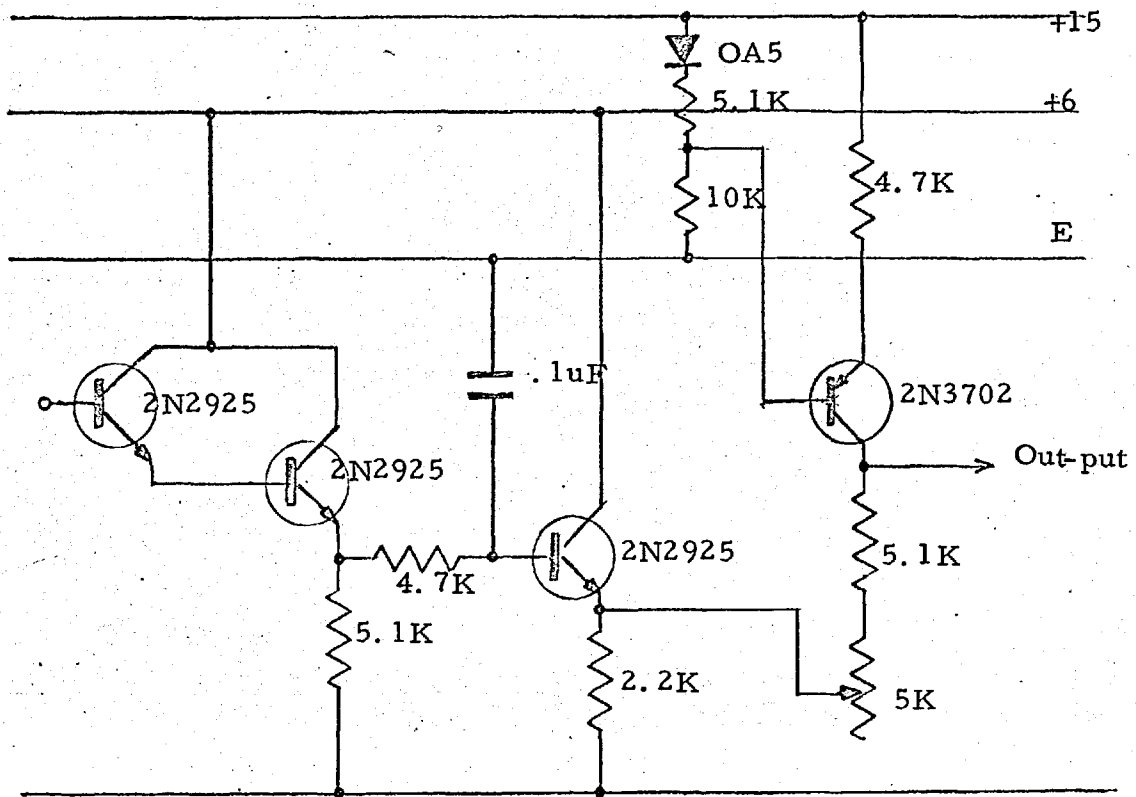 +15
OA5
5.1K
+6
10K
4.7K
E
.1uF
2N2925
2N3702
2N2925
Out-put
2N2925
5.1K
4.7K
5.1K
2.2K
5K